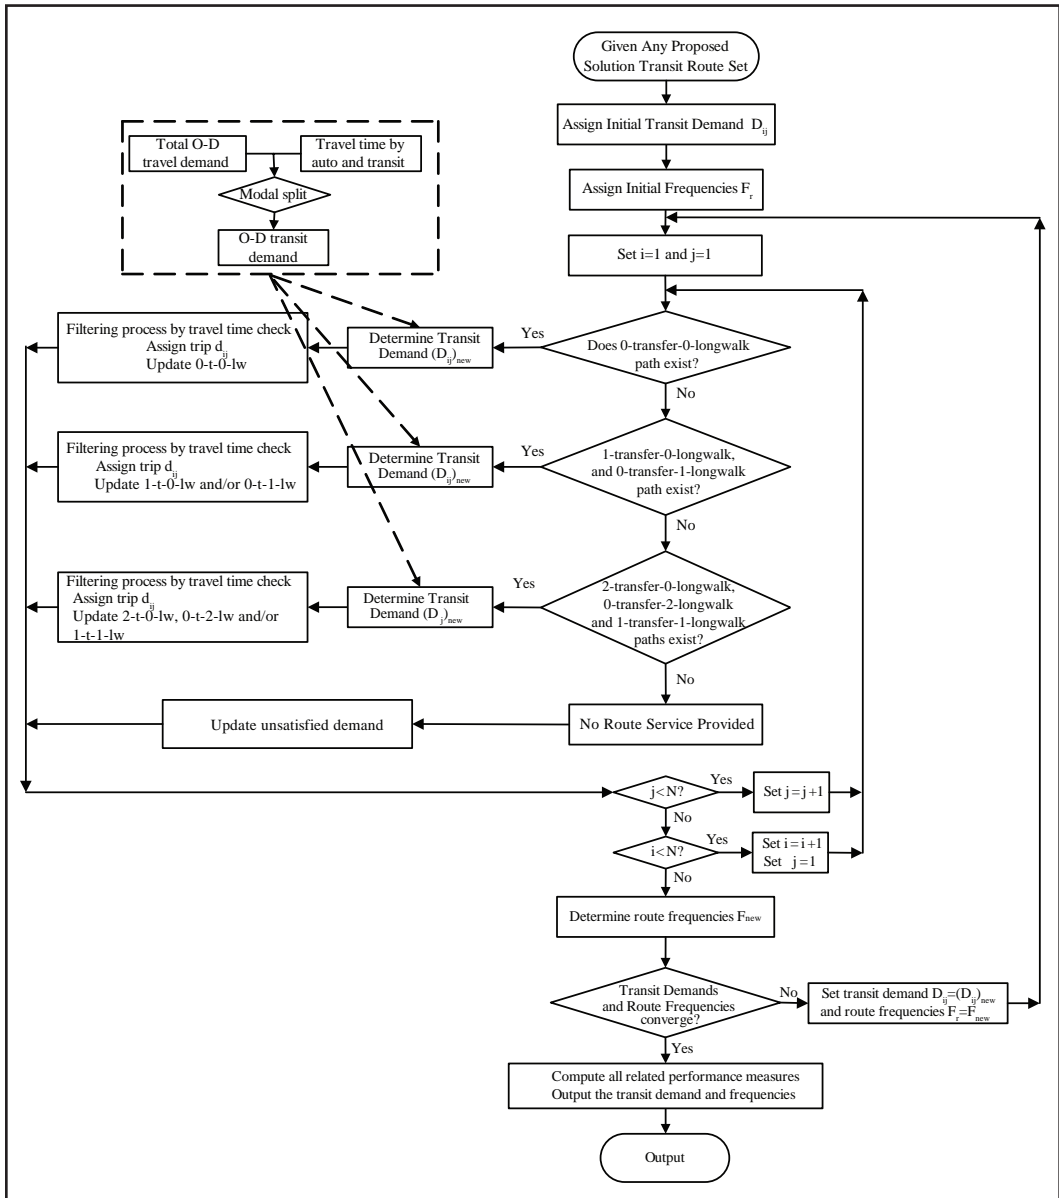 Given Any Proposed
Solution Transit Route Set
Assign Initial Transit Demand D_ij
Assign Initial Frequencies F_r
Total O-D
travel demand
Travel time by
auto and transit
Modal split
O-D transit
demand
Set i=1 and j=1
Does 0-transfer-0-longwalk
path exist?
Yes
Determine Transit
Demand (D_ij)_new
Filtering process by travel time check
Assign trip d_ij
Update 0-t-0-lw
No
1-transfer-0-longwalk,
and 0-transfer-1-longwalk
path exist?
Yes
Determine Transit
Demand (D_ij)_new
Filtering process by travel time check
Assign trip d_ij
Update 1-t-0-lw and/or 0-t-1-lw
No
2-transfer-0-longwalk,
0-transfer-2-longwalk
and 1-transfer-1-longwalk
paths exist?
Yes
Determine Transit
Demand (D_j)_new
Filtering process by travel time check
Assign trip d_ij
Update 2-t-0-lw, 0-t-2-lw and/or
1-t-1-lw
No
No Route Service Provided
Update unsatisfied demand
j<N?
Yes
Set j=j+1
No
i<N?
Yes
Set i=i+1
Set j=1
No
Determine route frequencies Fnew
Transit Demands
and Route Frequencies
converge?
No
Set transit demand D_ij=(D_ij)_new
and route frequencies F_r=F_new
Yes
Compute all related performance measures
Output the transit demand and frequencies
Output